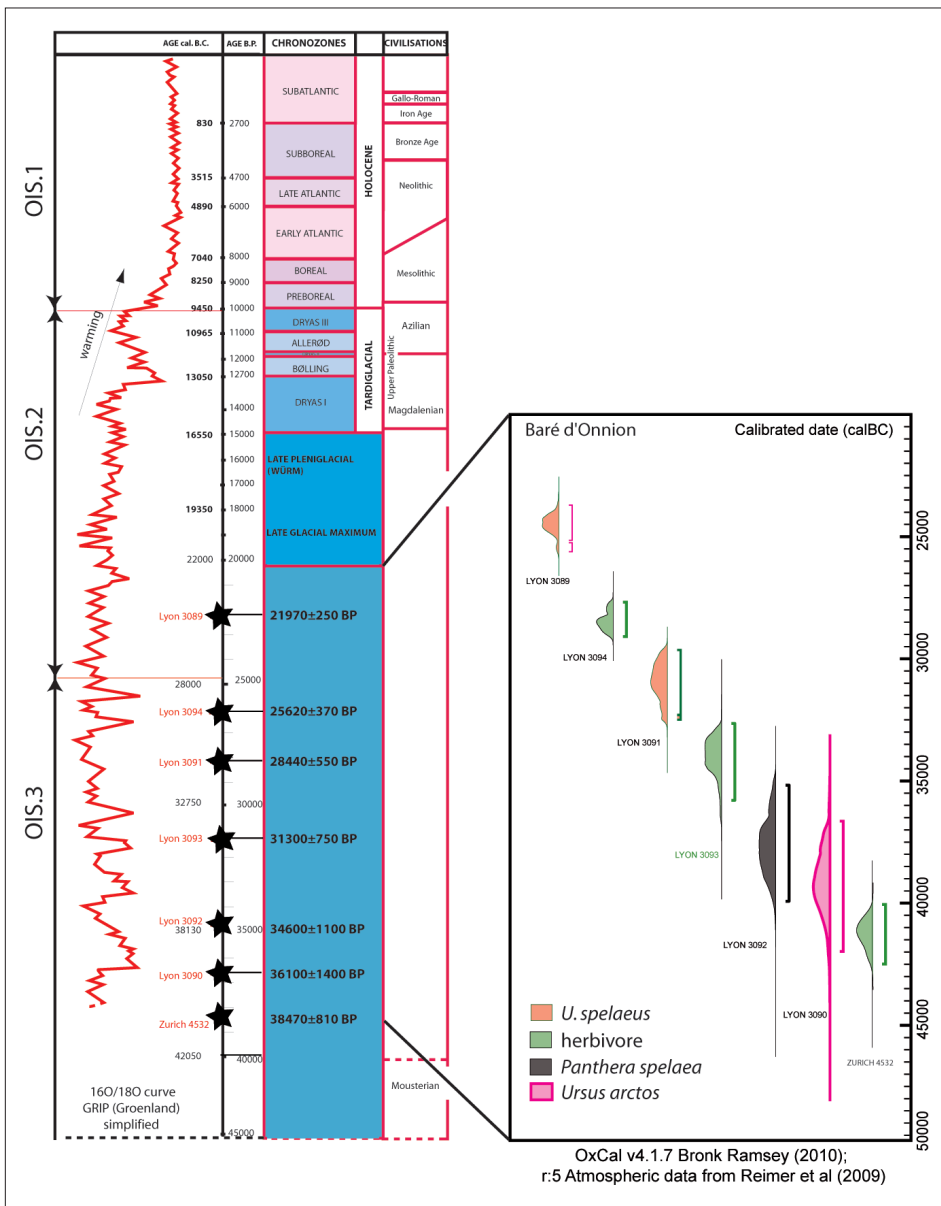 AGE cal. B.C.
AGE B.P.
CHRONOZONES
CIVILISATIONS
OIS.1
OIS.2
OIS.3
warming
830
3515
4890
7040
8250
9450
10965
13050
16550
19350
22000
28000
32750
38130
42050
2700
4700
6000
8000
9000
10000
11000
12000
12700
14000
15000
16000
17000
18000
20000
25000
30000
35000
40000
45000
SUBATLANTIC
SUBBOREAL
LATE ATLANTIC
EARLY ATLANTIC
BOREAL
PREBOREAL
DRYAS III
ALLERØD
BØLLING
DRYAS I
LATE PLENIGLACIAL
(WÜRM)
LATE GLACIAL MAXIMUM
HOLOCENE
TARDIGLACIAL
Gallo-Roman
Iron Age
Bronze Age
Neolithic
Mesolithic
Azilian
Upper Paleolithic
Magdalenian
Mousterian
Lyon 3089
21970±250 BP
Lyon 3094
25620±370 BP
Lyon 3091
28440±550 BP
Lyon 3093
31300±750 BP
Lyon 3092
34600±1100 BP
Lyon 3090
36100±1400 BP
Zurich 4532
38470±810 BP
16O/18O curve
GRIP (Groenland)
simplified
Baré d'Onnion
Calibrated date (calBC)
25000
30000
35000
40000
45000
50000
LYON 3089
LYON 3094
LYON 3091
LYON 3093
LYON 3092
LYON 3090
ZURICH 4532
U. spelaeus
herbivore
Panthera spelaea
Ursus arctos
OxCal v4.1.7 Bronk Ramsey (2010);
r:5 Atmospheric data from Reimer et al (2009)